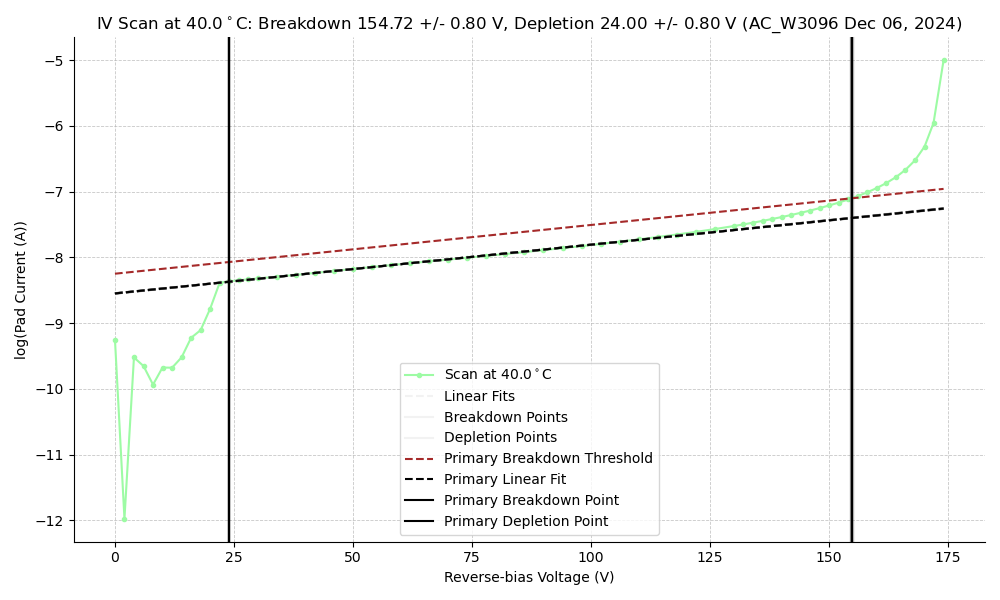 IV Scan at 40.0°C: Breakdown 154.72 +/- 0.80 V, Depletion 24.00 +/- 0.80 V (AC_W3096 Dec 06, 2024)
−5
−6
−7
−8
−9
−10
−11
−12
log(Pad Current (A))
Scan at 40.0°C
Linear Fits
Breakdown Points
Depletion Points
Primary Breakdown Threshold
Primary Linear Fit
Primary Breakdown Point
Primary Depletion Point
0 25 50 75 100 125 150 175
Reverse-bias Voltage (V)